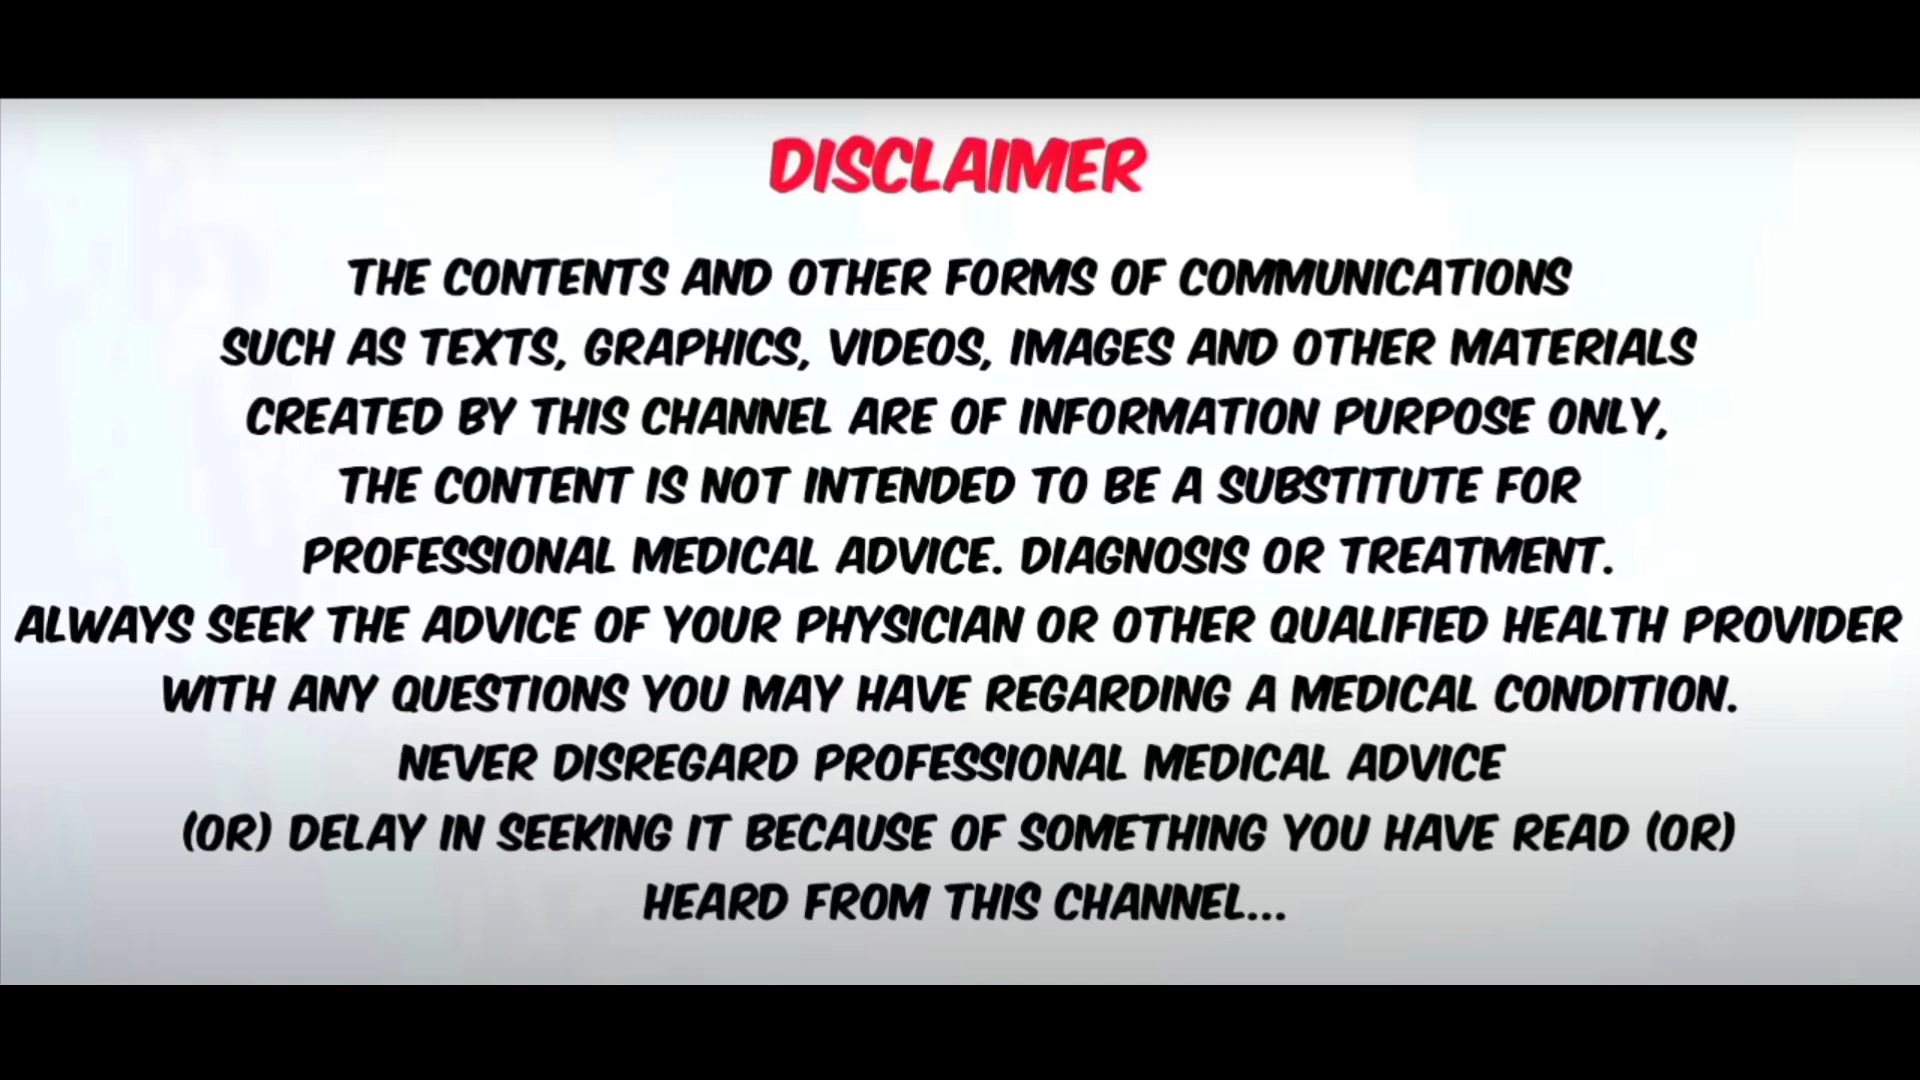 DISCLAIMER
THE CONTENTS AND OTHER FORMS OF COMMUNICATIONS
SUCH AS TEXTS, GRAPHICS, VIDEOS, IMAGES AND OTHER MATERIALS
CREATED BY THIS CHANNEL ARE OF INFORMATION PURPOSE ONLY,
THE CONTENT IS NOT INTENDED TO BE A SUBSTITUTE FOR
PROFESSIONAL MEDICAL ADVICE. DIAGNOSIS OR TREATMENT.
ALWAYS SEEK THE ADVICE OF YOUR PHYSICIAN OR OTHER QUALIFIED HEALTH PROVIDER
WITH ANY QUESTIONS YOU MAY HAVE REGARDING A MEDICAL CONDITION.
NEVER DISREGARD PROFESSIONAL MEDICAL ADVICE
(OR) DELAY IN SEEKING IT BECAUSE OF SOMETHING YOU HAVE READ (OR)
HEARD FROM THIS CHANNEL...